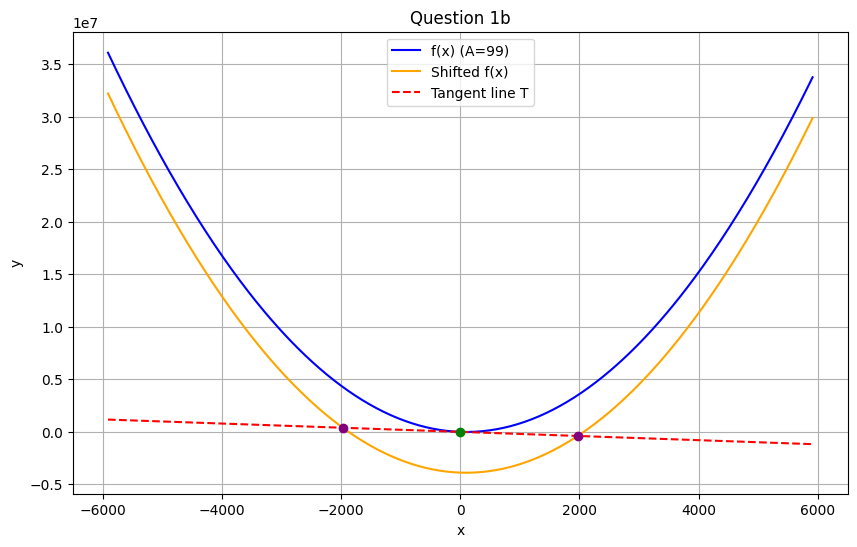 Question 1b
1e7
f(x) (A=99)
Shifted f(x)
Tangent line T
3.5
3.0
2.5
2.0
1.5
1.0
0.5
0.0
−0.5
y
−6000 −4000 −2000 0 2000 4000 6000
x